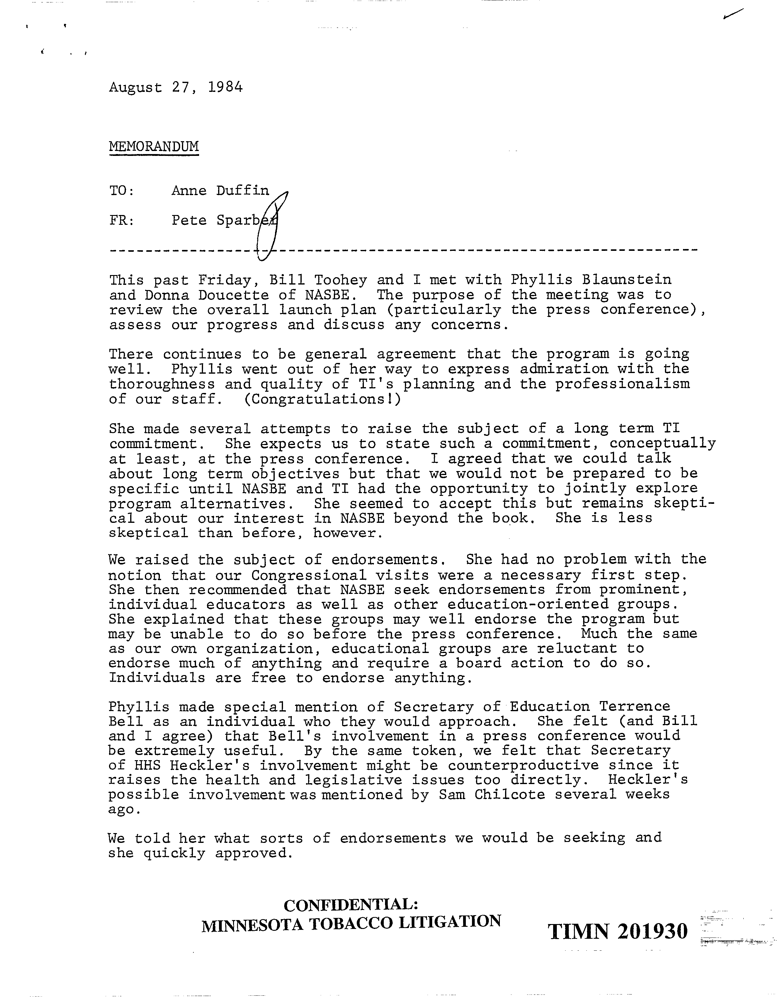 August 27, 1984
MEMORANDUM
TO: Anne Duffin
FR: Pete Sparber
------------------------------------------------------------------
This past Friday, Bill Toohey and I met with Phyllis Blaunstein
and Donna Doucette of NASBE. The purpose of the meeting was to
review the overall launch plan (particularly the press conference),
assess our progress and discuss any concerns.
There continues to be general agreement that the program is going
well. Phyllis went out of her way to express admiration with the
thoroughness and quality of TI's planning and the professionalism
of our staff. (Congratulations!)
She made several attempts to raise the subject of a long term TI
commitment. She expects us to state such a commitment, conceptually
at least, at the press conference. I agreed that we could talk
about long term objectives but that we would not be prepared to be
specific until NASBE and TI had the opportunity to jointly explore
program alternatives. She seemed to accept this but remains skepti-
cal about our interest in NASBE beyond the book. She is less
skeptical than before, however.
We raised the subject of endorsements. She had no problem with the
notion that our Congressional visits were a necessary first step.
She then recommended that NASBE seek endorsements from prominent,
individual educators as well as other education-oriented groups.
She explained that these groups may well endorse the program but
may be unable to do so before the press conference. Much the same
as our own organization, educational groups are reluctant to
endorse much of anything and require a board action to do so.
Individuals are free to endorse anything.
Phyllis made special mention of Secretary of Education Terrence
Bell as an individual who they would approach. She felt (and Bill
and I agree) that Bell's involvement in a press conference would
be extremely useful. By the same token, we felt that Secretary
of HHS Heckler's involvement might be counterproductive since it
raises the health and legislative issues too directly. Heckler's
possible involvement was mentioned by Sam Chilcote several weeks
ago.
We told her what sorts of endorsements we would be seeking and
she quickly approved.
CONFIDENTIAL:
MINNESOTA TOBACCO LITIGATION
TIMN 201930